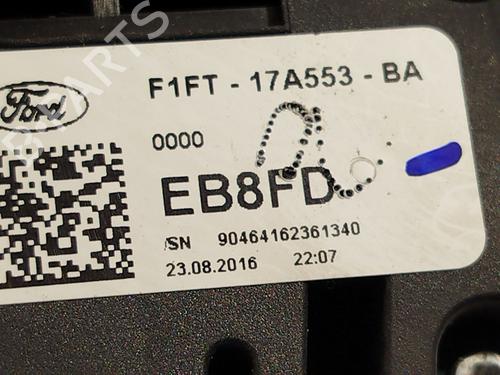 Ford
F1FT - 17A553 - BA
0000
EB8FD
SN 90464162361340
23.08.2016 22:07